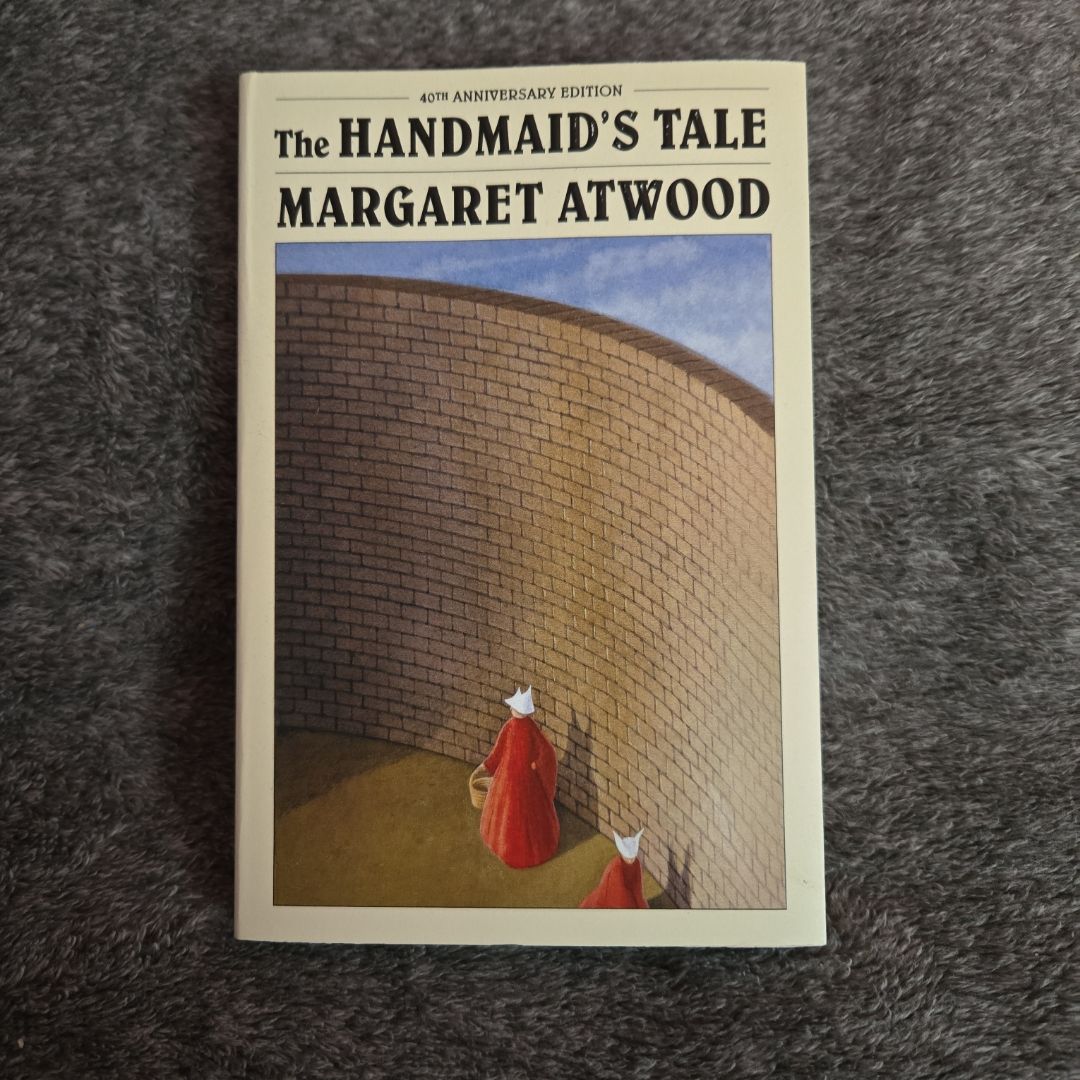 40TH ANNIVERSARY EDITION
The HANDMAID'S TALE
MARGARET ATWOOD